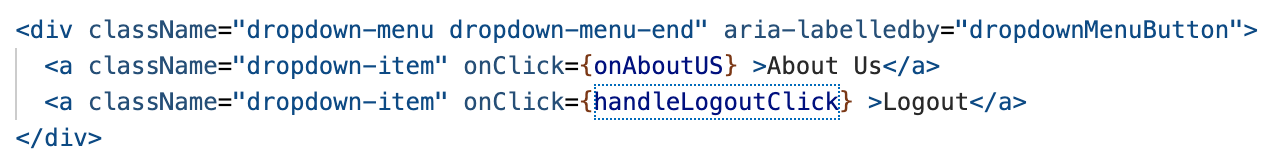 <div className="dropdown-menu dropdown-menu-end" aria-labelledby="dropdownMenuButton">
<a className="dropdown-item" onClick={onAboutUS} >About Us</a>
<a className="dropdown-item" onClick={handleLogoutClick} >Logout</a>
</div>